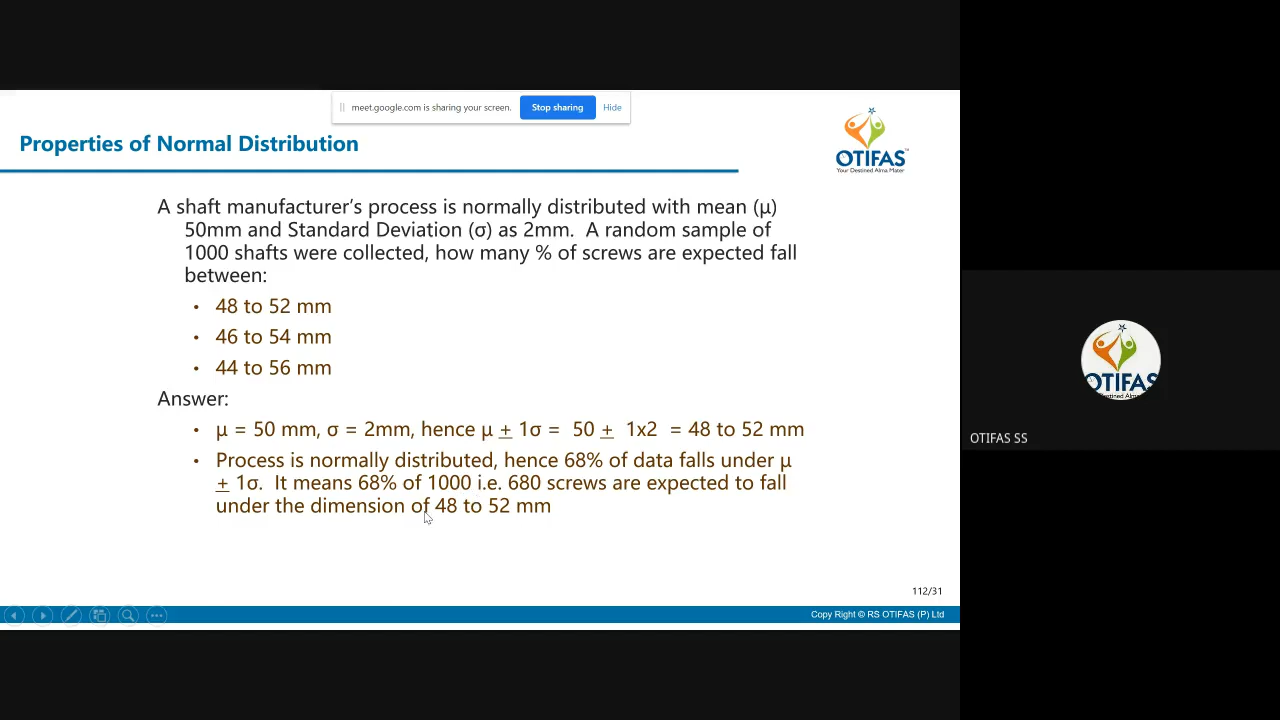 meet.google.com is sharing your screen.
Stop sharing
Hide
Properties of Normal Distribution
OTIFAS
Your Destined Alma Mater
A shaft manufacturer's process is normally distributed with mean (μ)
50mm and Standard Deviation (σ) as 2mm. A random sample of
1000 shafts were collected, how many % of screws are expected fall
between:
• 48 to 52 mm
• 46 to 54 mm
• 44 to 56 mm
Answer:
• μ = 50 mm, σ = 2mm, hence μ ± 1σ = 50 ± 1x2 = 48 to 52 mm
• Process is normally distributed, hence 68% of data falls under μ
± 1σ. It means 68% of 1000 i.e. 680 screws are expected to fall
under the dimension of 48 to 52 mm
112/31
Copy Right © RS OTIFAS (P) Ltd
OTIFAS
OTIFAS SS